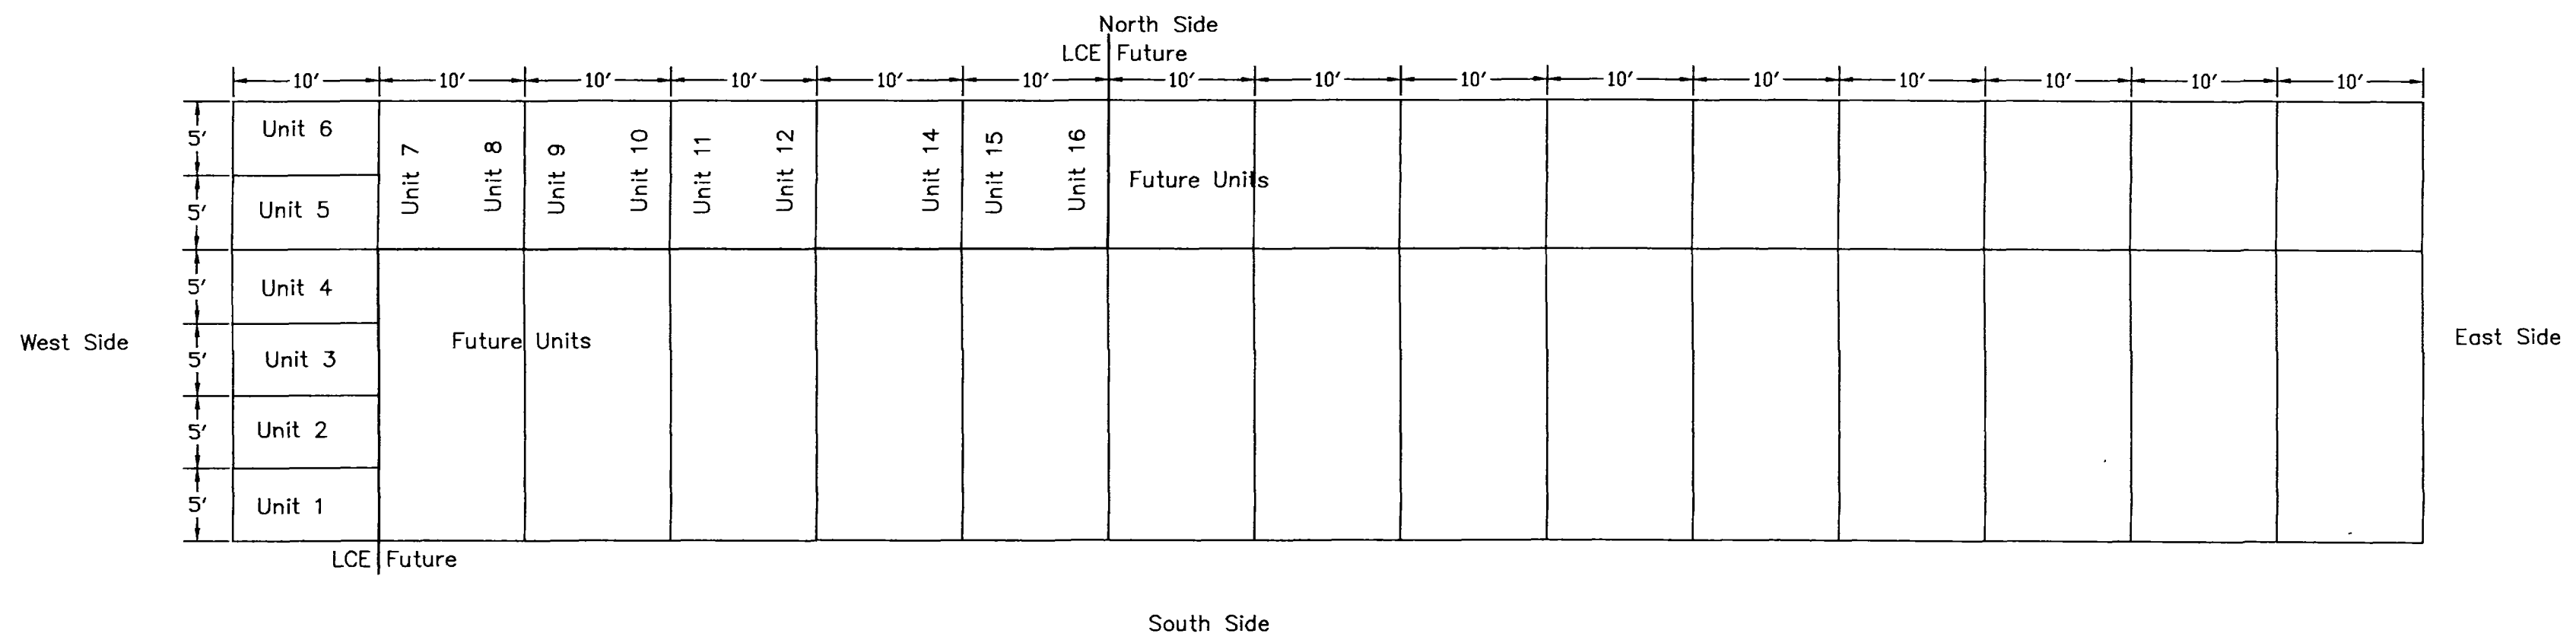 North Side
LCE Future
10' 10' 10' 10' 10' 10' 10' 10' 10' 10' 10' 10' 10' 10' 10'
5' Unit 6
Unit 7 Unit 8 Unit 9 Unit 10 Unit 11 Unit 12 Unit 14 Unit 15 Unit 16
Future Units
5' Unit 5
5' Unit 4
Future Units
West Side
East Side
5' Unit 3
5' Unit 2
5' Unit 1
LCE Future
South Side